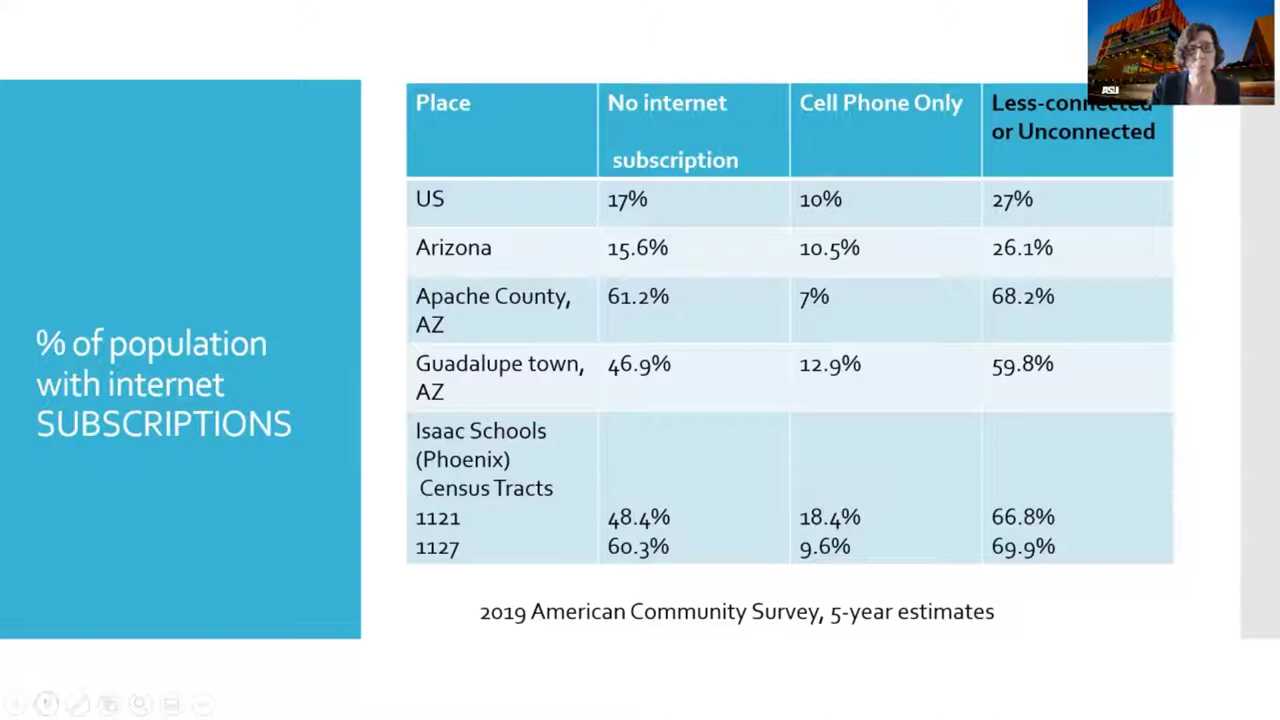 % of population
with internet
SUBSCRIPTIONS
Place
No internet
subscription
Cell Phone Only
Less-connected
or Unconnected
US
17%
10%
27%
Arizona
15.6%
10.5%
26.1%
Apache County,
AZ
61.2%
7%
68.2%
Guadalupe town,
AZ
46.9%
12.9%
59.8%
Isaac Schools
(Phoenix)
Census Tracts
1121
48.4%
18.4%
66.8%
1127
60.3%
9.6%
69.9%
2019 American Community Survey, 5-year estimates
ASU